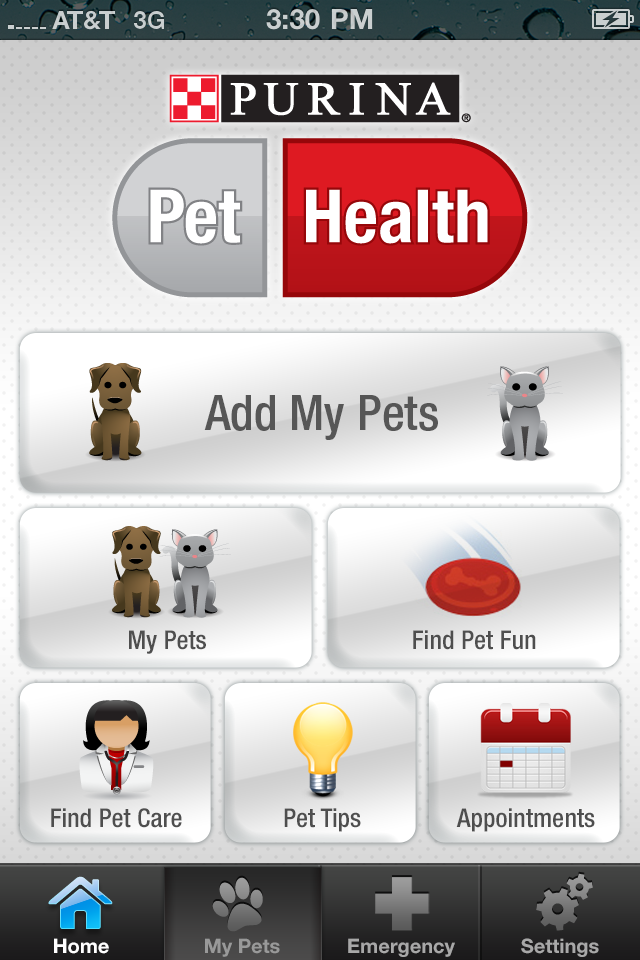 AT&T 3G 3:30 PM
PURINA®
Pet Health
Add My Pets
My Pets Find Pet Fun
Find Pet Care Pet Tips Appointments
Home My Pets Emergency Settings